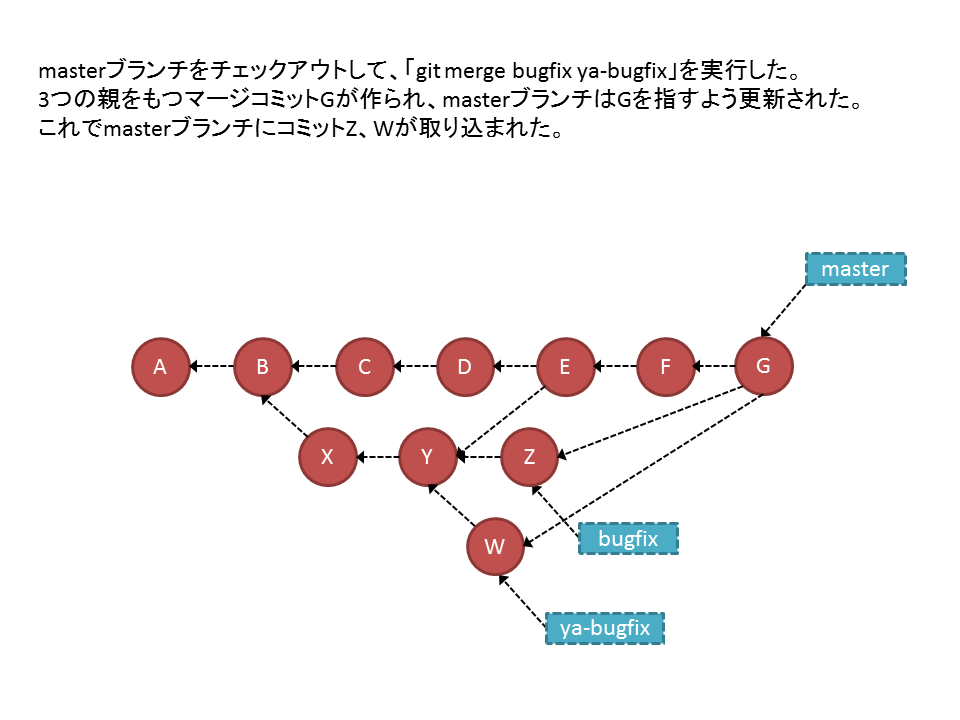 masterブランチをチェックアウトして、「git merge bugfix ya-bugfix」を実行した。
3つの親をもつマージコミットGが作られ、masterブランチはGを指すよう更新された。
これでmasterブランチにコミットZ、Wが取り込まれた。
master
A B C D E F G
X Y Z
W
bugfix
ya-bugfix